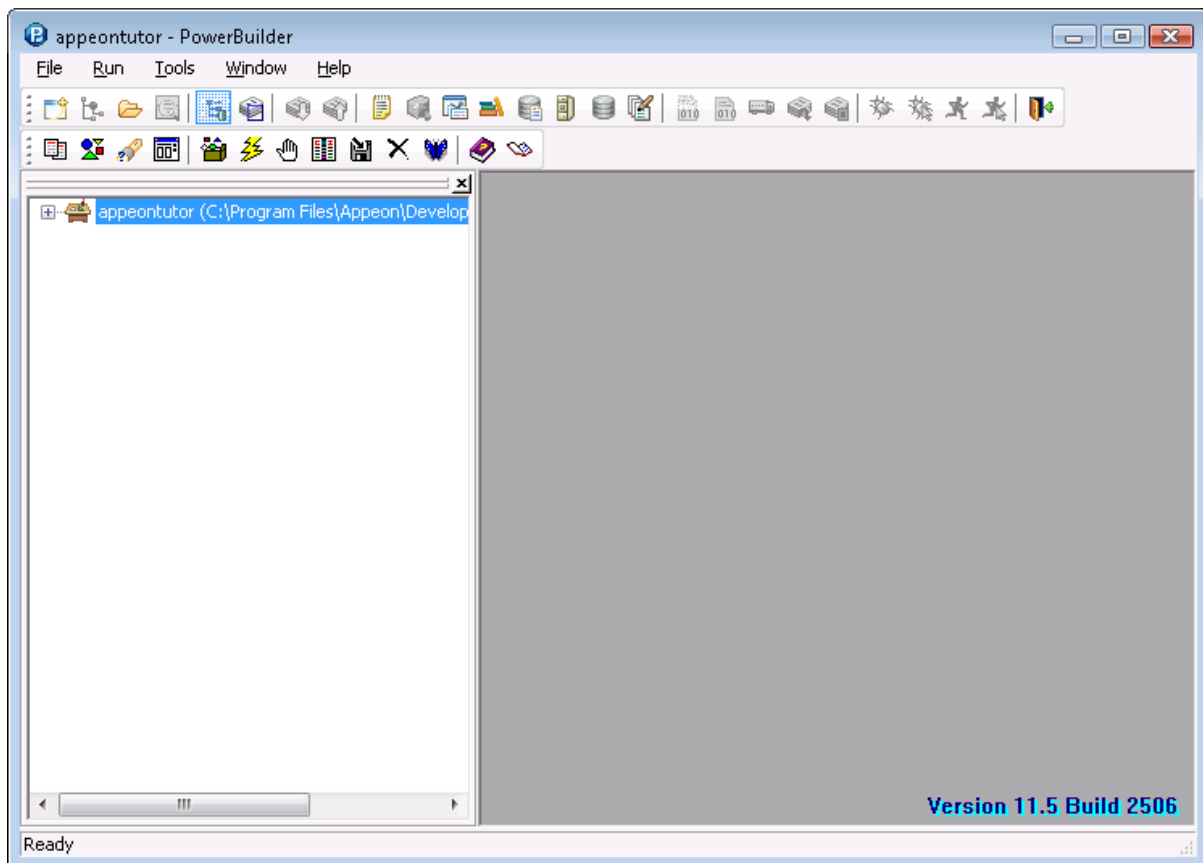 appeontutor - PowerBuilder
File Run Tools Window Help
appeontutor (C:\Program Files\Appeon\Develop
Version 11.5 Build 2506
Ready